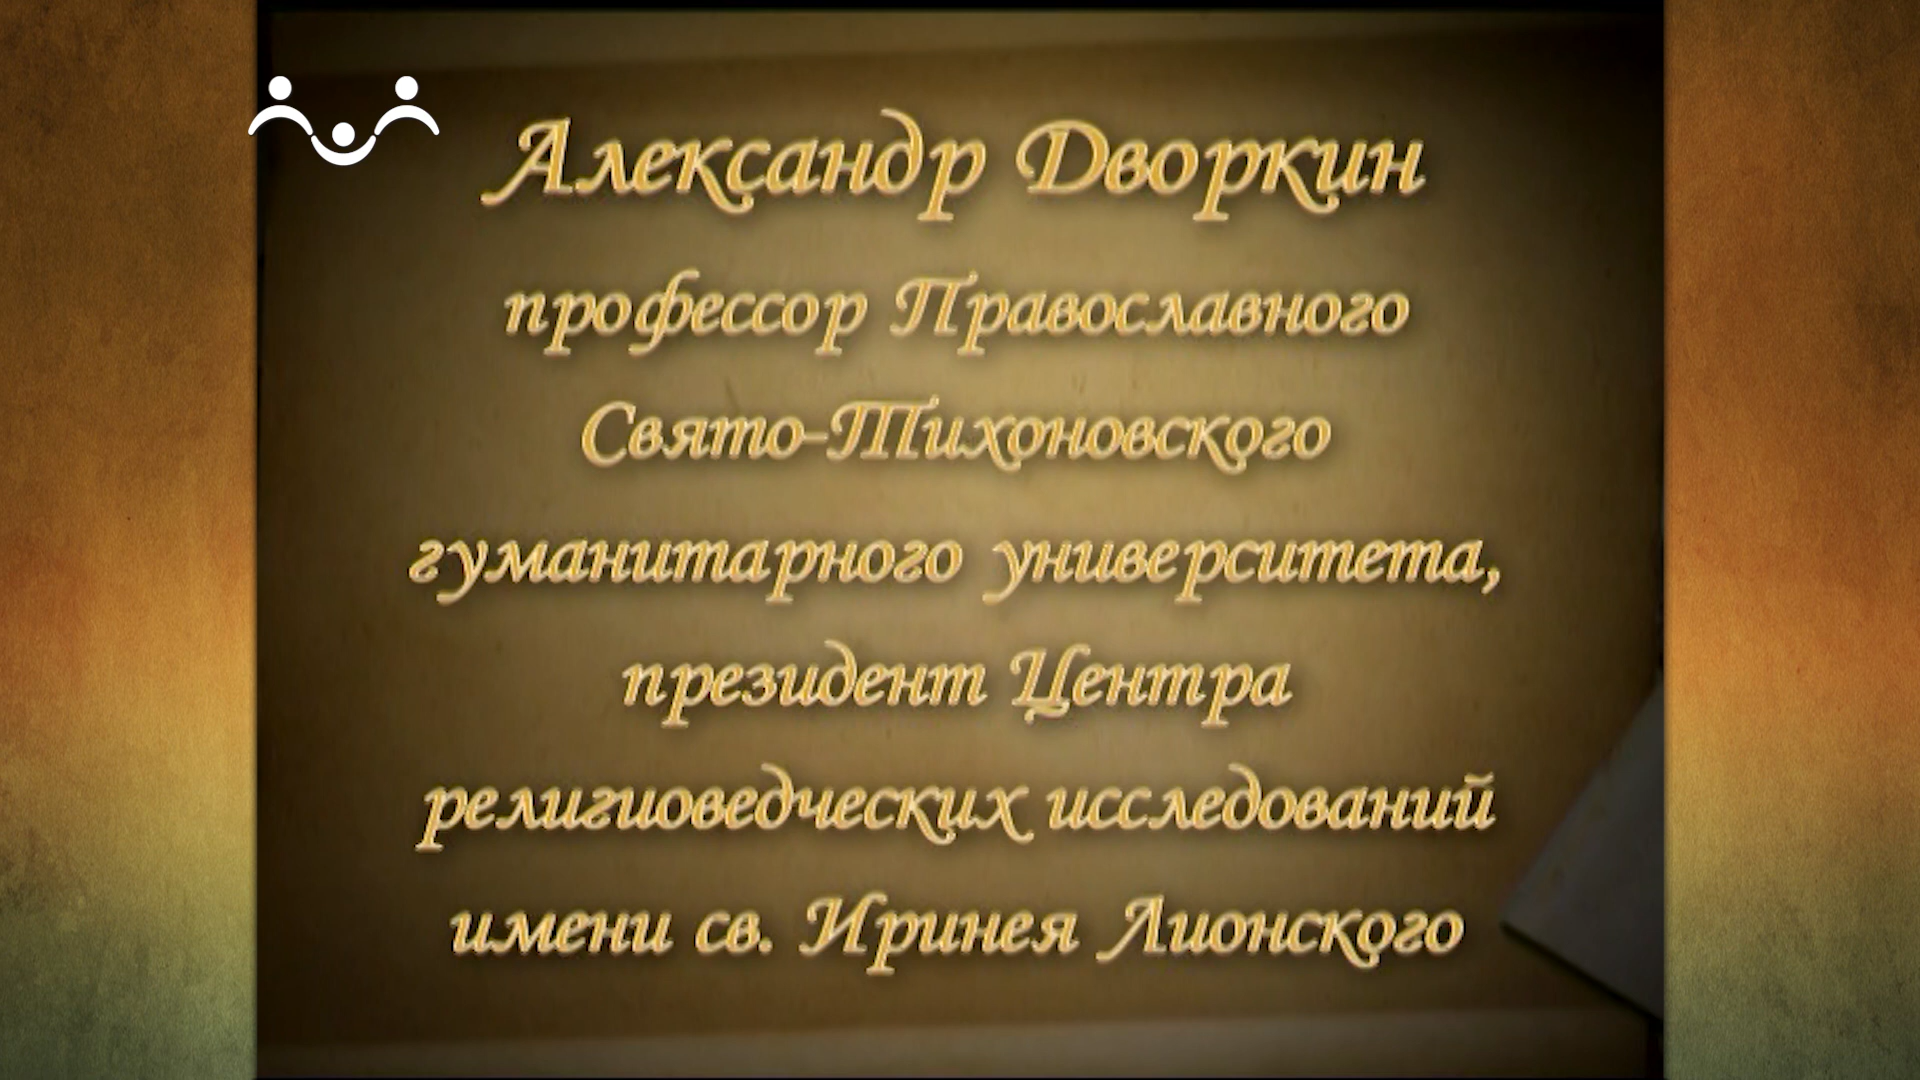 Александр Дворкин
профессор Православного
Свято-Тихоновского
гуманитарного университета,
президент Центра
религиоведческих исследований
имени св. Иринея Лионского